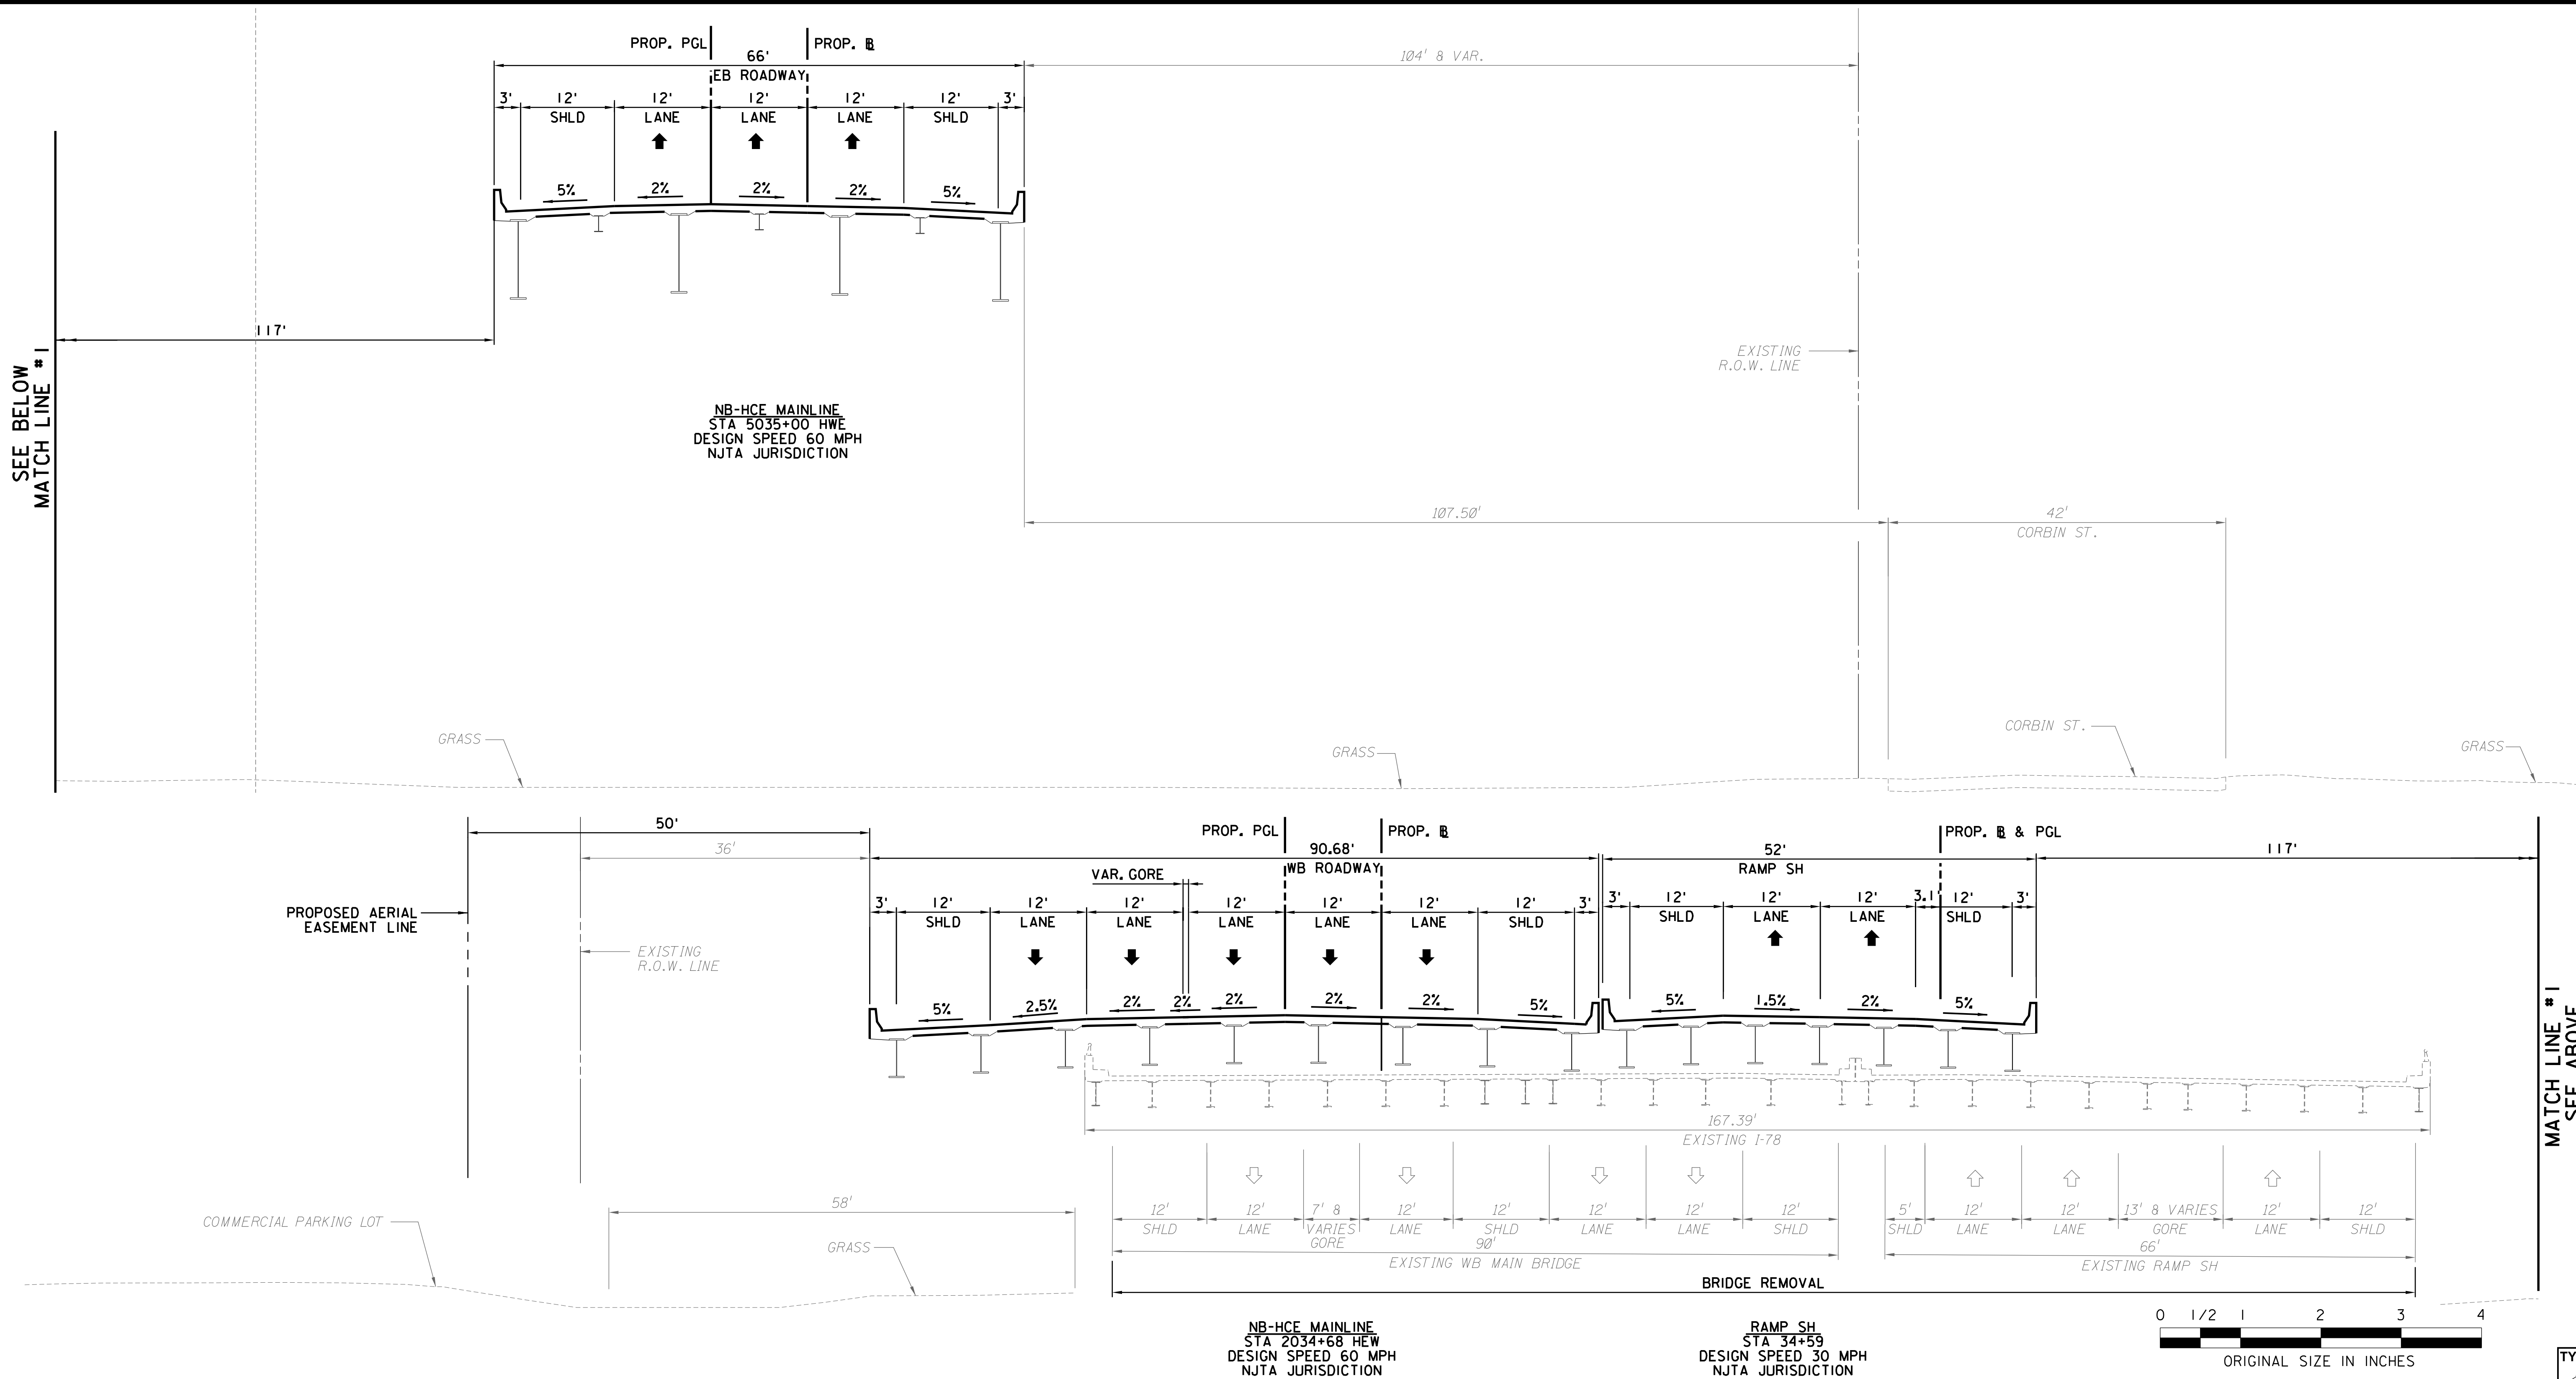 PROP. PGL
PROP. BL
66'
EB ROADWAY
104' & VAR.
3' 12' 12' 12' 12' 12' 3'
SHLD LANE LANE LANE SHLD
5% 2% 2% 2% 5%
117'
SEE BELOW
MATCH LINE #1
EXISTING
R.O.W. LINE
NB-HCE MAINLINE
STA 5035+00 HWE
DESIGN SPEED 60 MPH
NJTA JURISDICTION
107.50'
42'
CORBIN ST.
CORBIN ST.
GRASS
GRASS
GRASS
50'
PROP. PGL
PROP. BL
PROP. BL & PGL
36'
90.68'
WB ROADWAY
52'
RAMP SH
117'
VAR. GORE
3' 12' 12' 12' 12' 12' 12' 12' 3'
SHLD LANE LANE LANE LANE LANE SHLD
3' 12' 12' 12' 3.1' 12' 3'
SHLD LANE LANE SHLD
PROPOSED AERIAL
EASEMENT LINE
EXISTING
R.O.W. LINE
5% 2.5% 2% 2% 2% 2% 2% 5%
5% 1.5% 2% 5%
MATCH LINE #1
SEE ABOVE
167.39'
EXISTING I-78
58'
COMMERCIAL PARKING LOT
GRASS
12' 12' 7' & 12' 12' 12' 12' 12'
SHLD LANE VARIES LANE SHLD LANE LANE SHLD
GORE
90'
EXISTING WB MAIN BRIDGE
5' 12' 12' 13' & VARIES 12' 12'
SHLD LANE LANE GORE LANE SHLD
66'
EXISTING RAMP SH
BRIDGE REMOVAL
NB-HCE MAINLINE
STA 2034+68 HEW
DESIGN SPEED 60 MPH
NJTA JURISDICTION
RAMP SH
STA 34+59
DESIGN SPEED 30 MPH
NJTA JURISDICTION
0 1/2 1 2 3 4
ORIGINAL SIZE IN INCHES